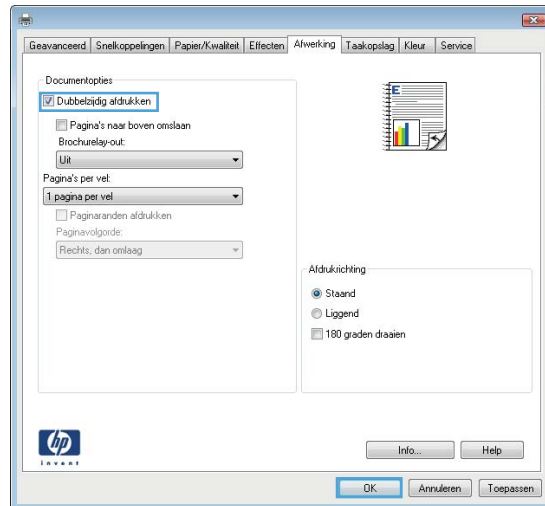 Geavanceerd Snelkoppelingen Papier/Kwaliteit Effecten Afwerking Taakopslag Kleur Service
Documentopties
Dubbelzijdig afdrukken
Pagina's naar boven omslaan
Brochurelay-out:
Uit
Pagina's per vel:
1 pagina per vel
Paginaranden afdrukken
Paginavolgorde:
Rechts, dan omlaag
E
Afdrukrichting
Staand
Liggend
180 graden draaien
hp
invent
Info... Help
OK Annuleren Toepassen